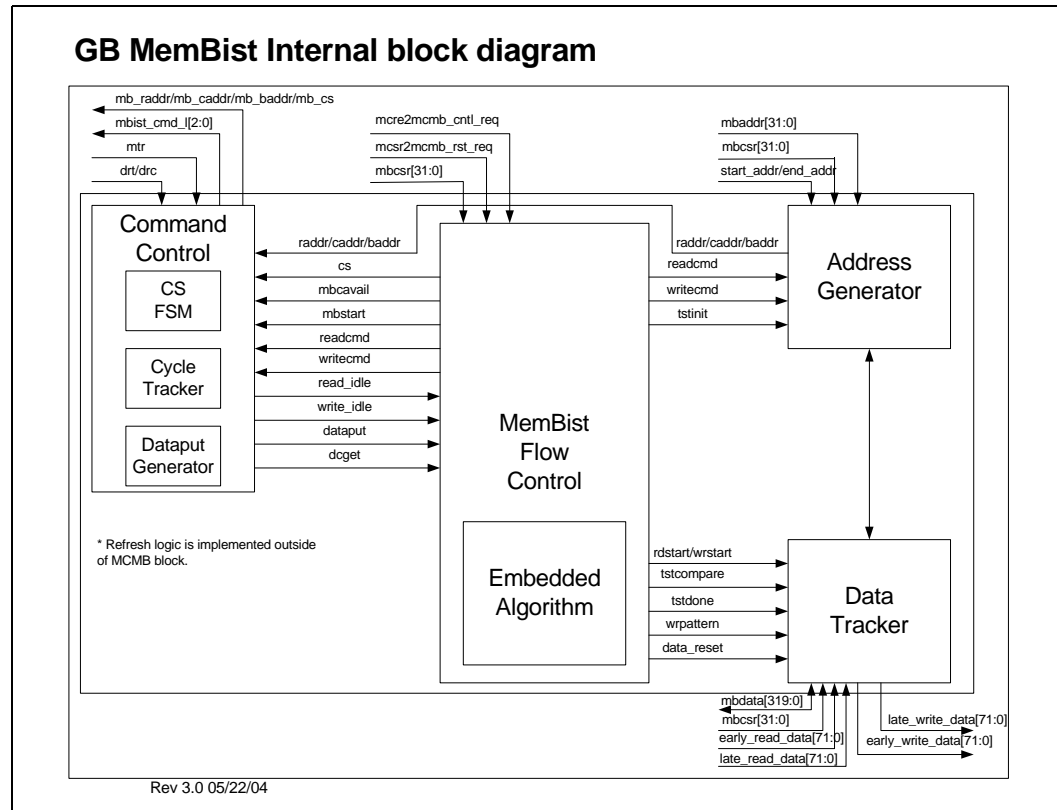 GB MemBist Internal block diagram
mb_raddr/mb_caddr/mb_baddr/mb_cs
mbist_cmd_l[2:0]
mtr
drt/drc
mcre2mcmb_cntl_req
mcsr2mcmb_rst_req
mbcsr[31:0]
mbaddr[31:0]
mbcsr[31:0]
start_addr/end_addr
Command
Control
CS
FSM
Cycle
Tracker
Dataput
Generator
raddr/caddr/baddr
cs
mbcavail
mbstart
readcmd
writecmd
read_idle
write_idle
dataput
dcget
MemBist
Flow
Control
Embedded
Algorithm
raddr/caddr/baddr
readcmd
writecmd
tstinit
Address
Generator
* Refresh logic is implemented outside
of MCMB block.
rdstart/wrstart
tstcompare
tstdone
wrpattern
data_reset
Data
Tracker
mbdata[319:0]
mbcsr[31:0]
early_read_data[71:0]
late_read_data[71:0]
late_write_data[71:0]
early_write_data[71:0]
Rev 3.0 05/22/04